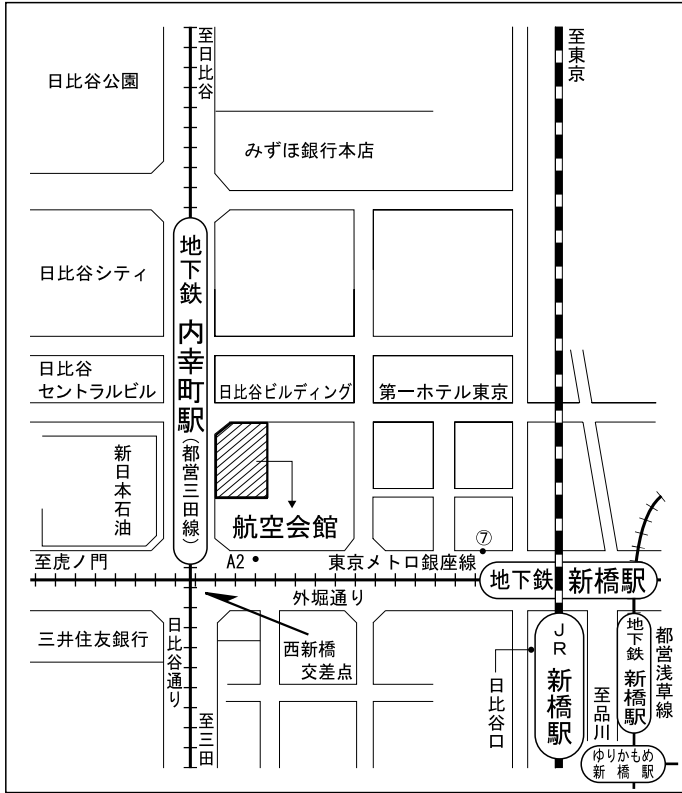 至日比谷
至東京
日比谷公園
みずほ銀行本店
日比谷シティ
地下鉄 内幸町駅(都営三田線)
日比谷
セントラルビル
日比谷ビルディング
第一ホテル東京
新日本石油
航空会館
至虎ノ門
A2
東京メトロ銀座線
⑦
地下鉄 新橋駅
外堀通り
三井住友銀行
日比谷通り
至三田
西新橋
交差点
日比谷口
JR 新橋駅
至品川
地下鉄 新橋駅
都営浅草線
ゆりかもめ
新橋駅